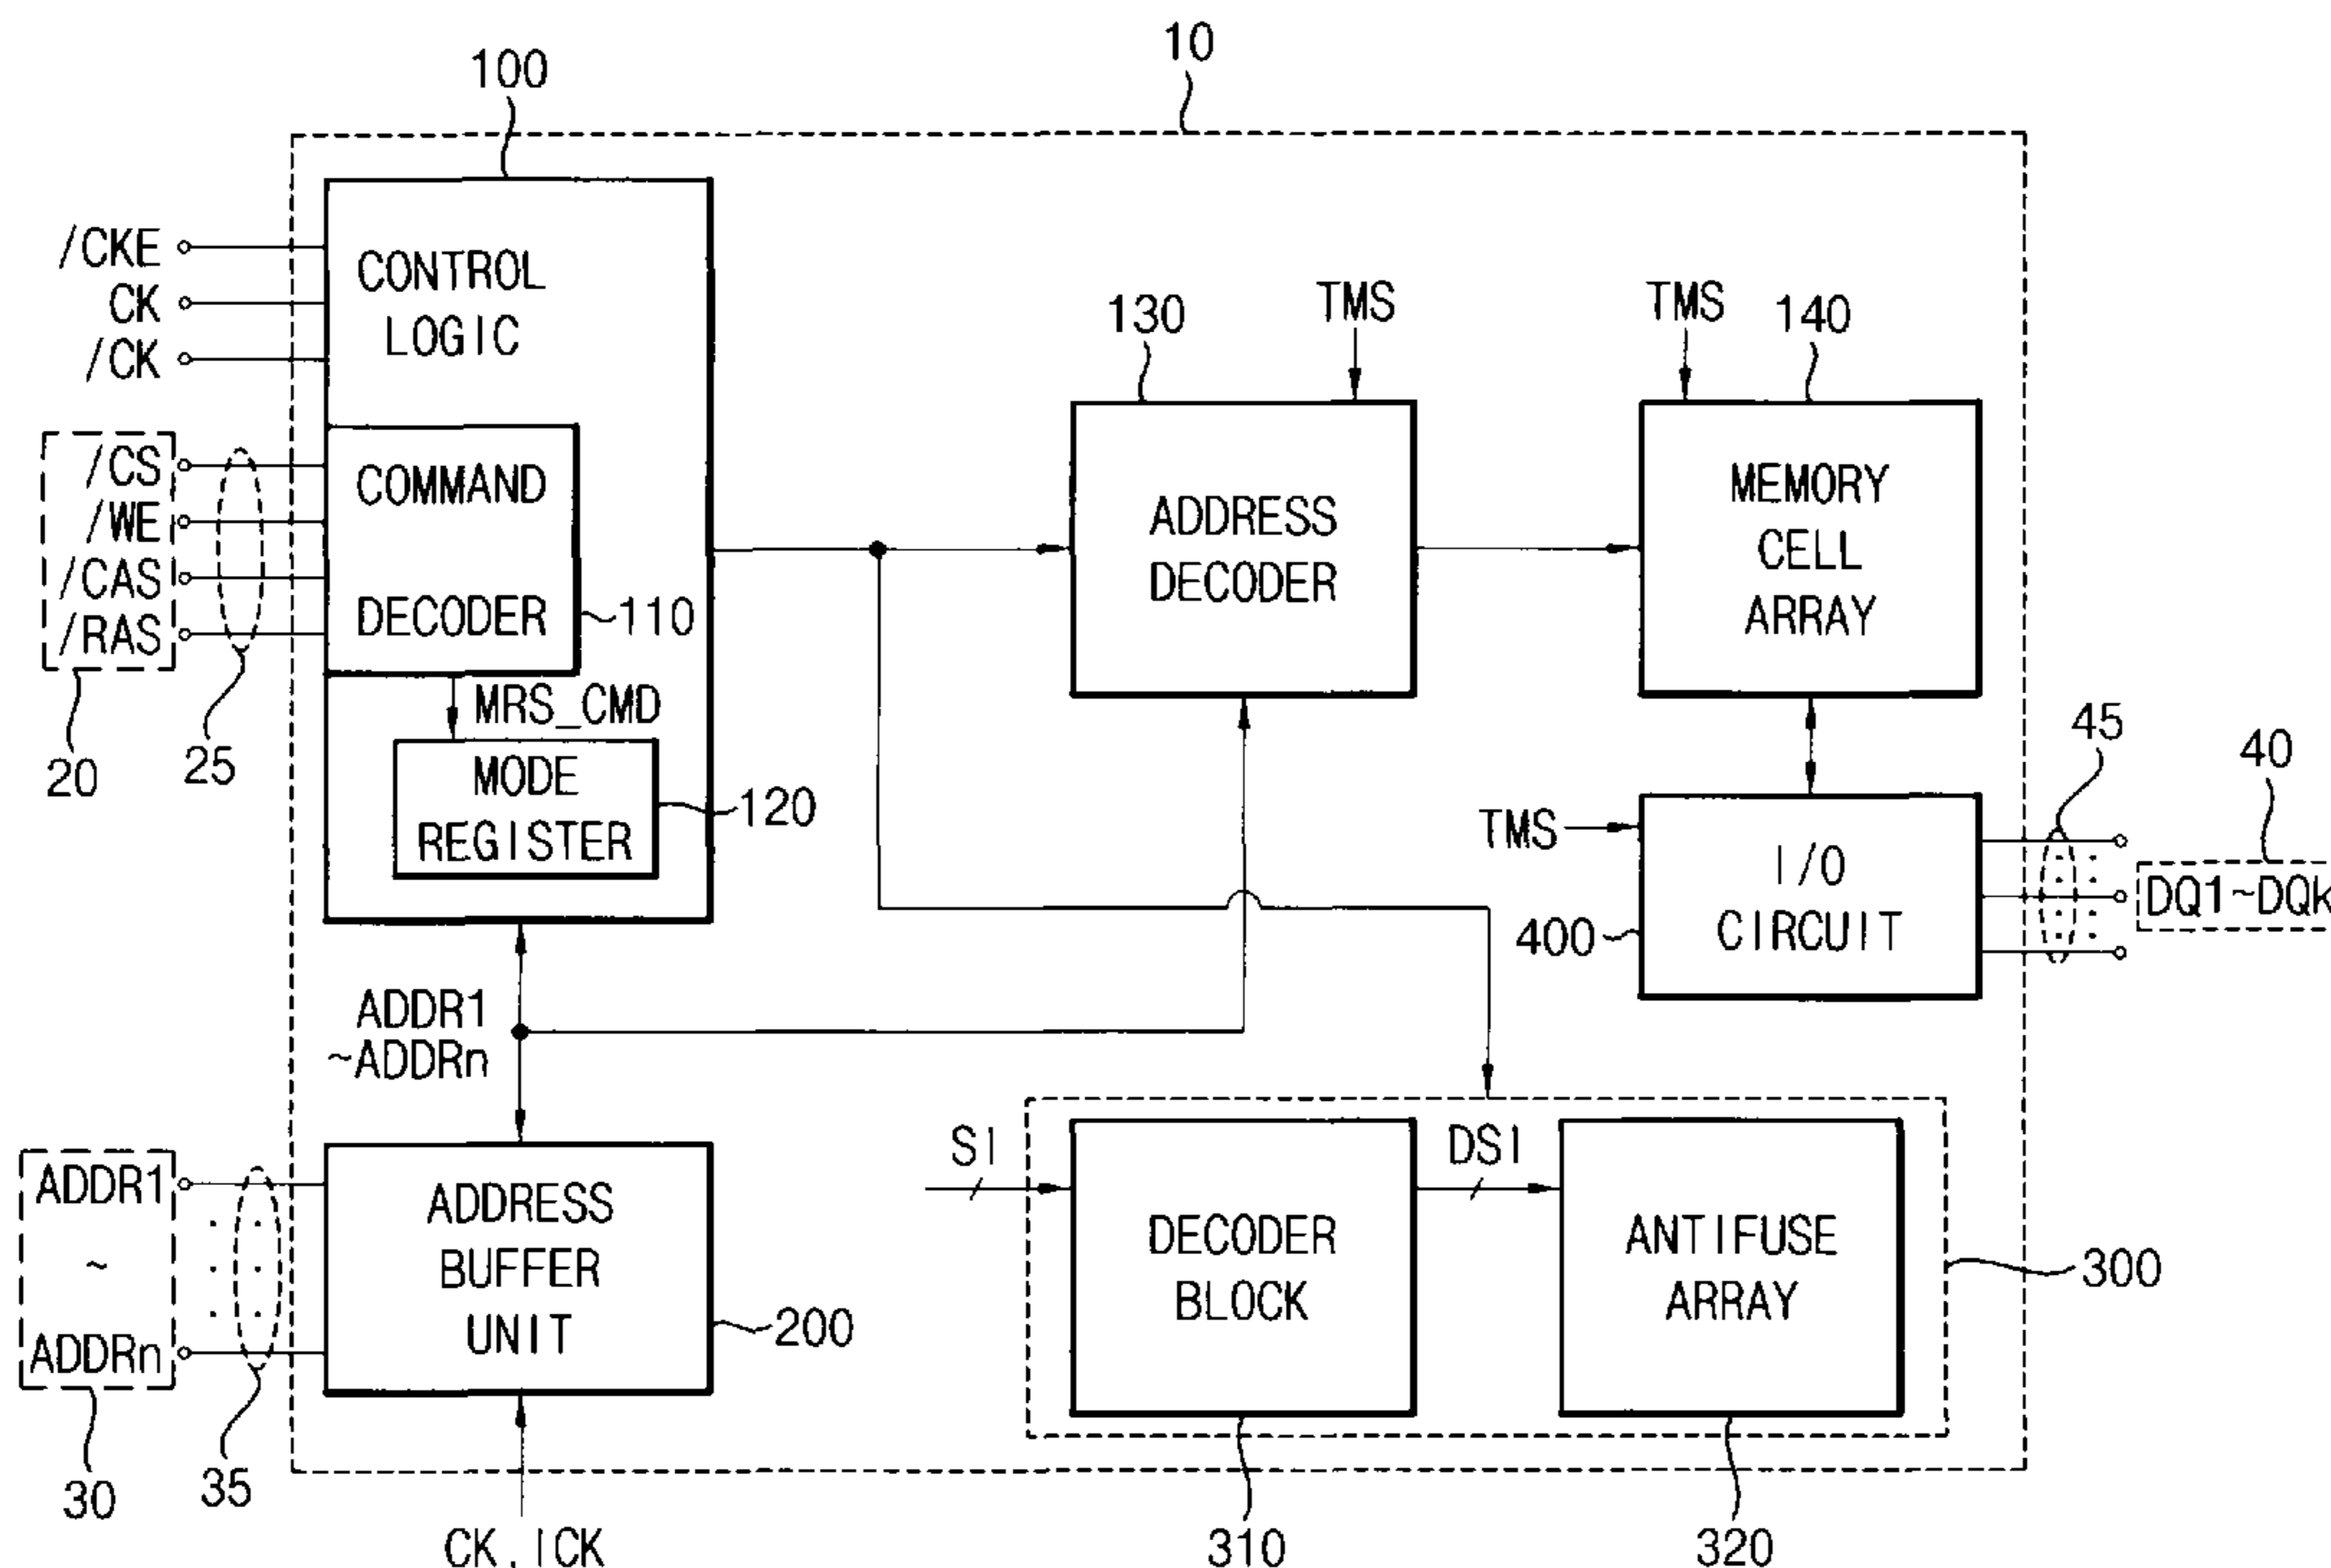 10
100
/CKE
CK
/CK
CONTROL
LOGIC
TMS
TMS
130
140
/CS
/WE
/CAS
/RAS
COMMAND
DECODER
110
ADDRESS
DECODER
MEMORY
CELL
ARRAY
20
25
MRS_CMD
MODE
REGISTER
120
45
40
TMS
I/O
CIRCUIT
400
DQ1~DQk
ADDR1
~ADDRn
ADDR1
~
ADDRn
ADDRESS
BUFFER
UNIT
200
SI
DSI
DECODER
BLOCK
ANTIFUSE
ARRAY
300
30
35
CK, ICK
310
320